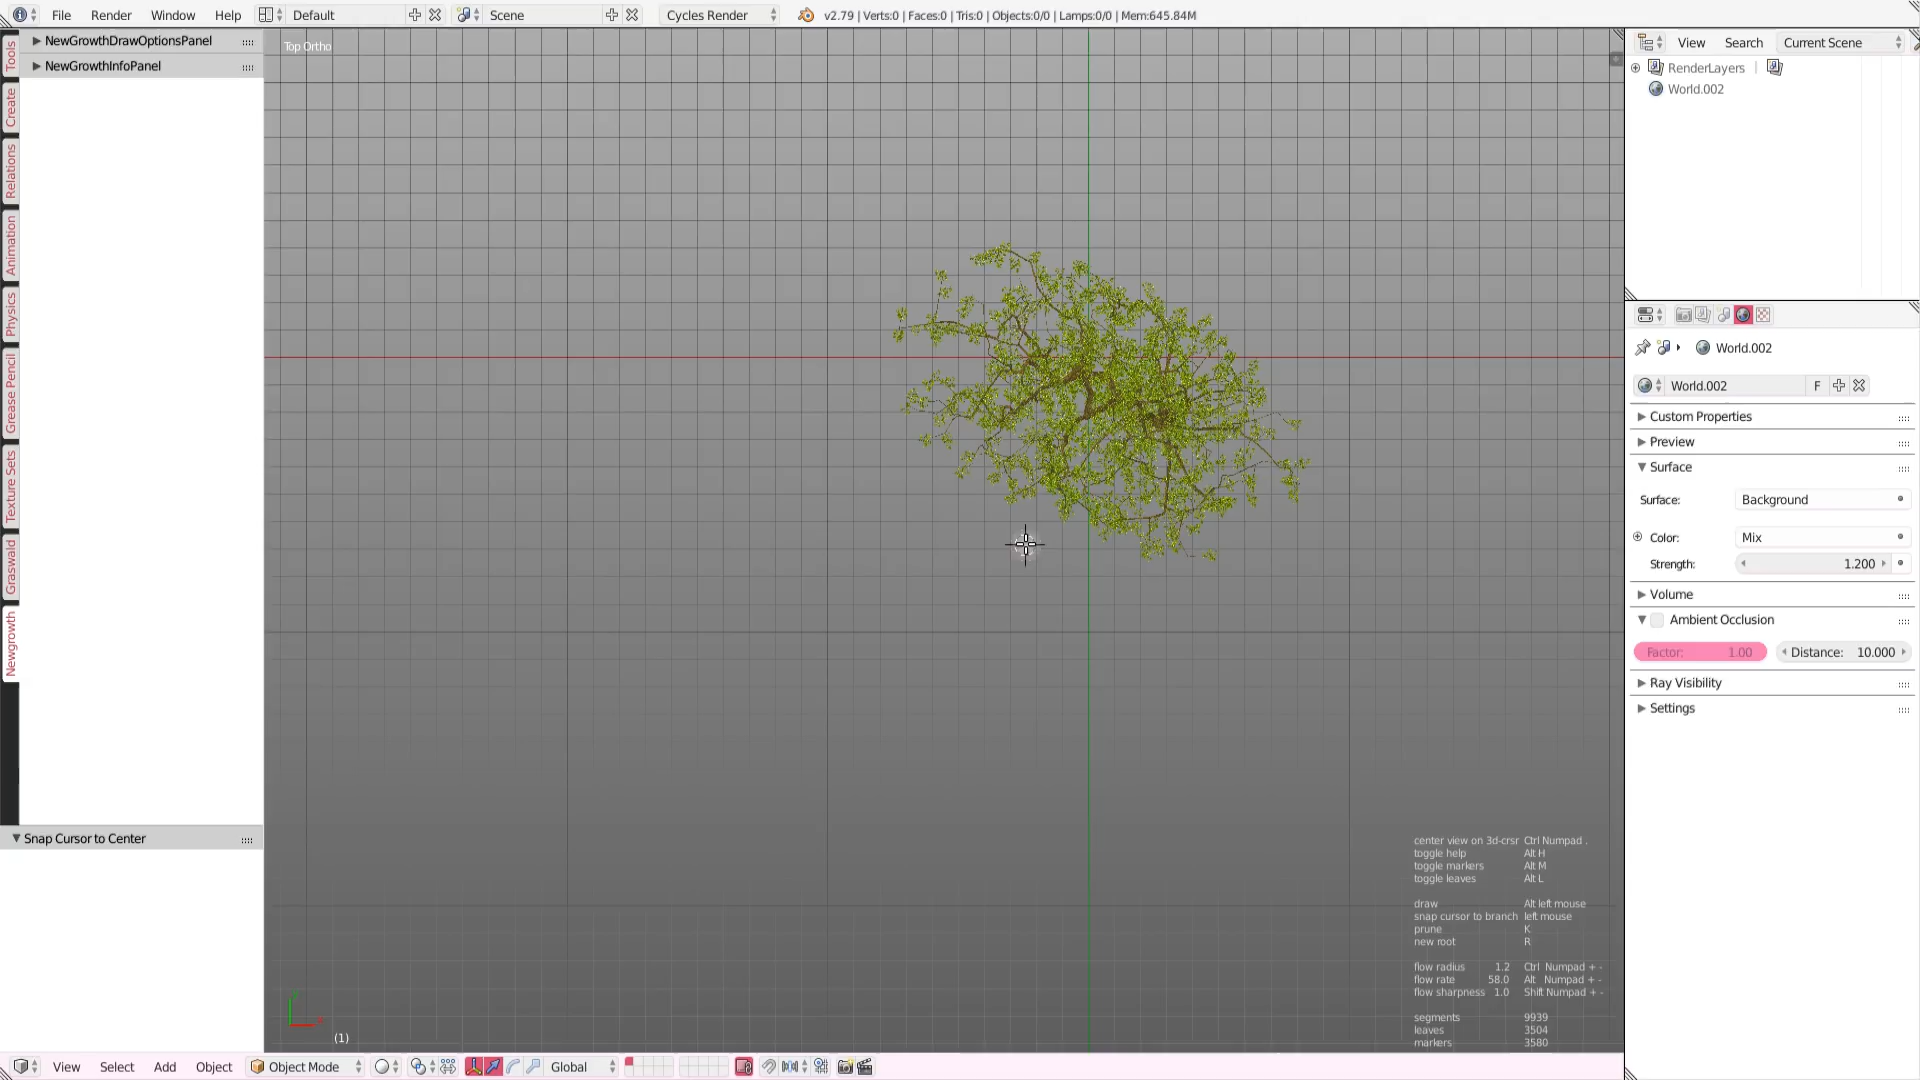 File Render Window Help Default Scene Cycles Render v2.79 | Verts:0 | Faces:0 | Tris:0 | Objects:0/0 | Lamps:0/0 | Mem:645.84M
Tools
Create
Relations
Animation
Physics
Grease Pencil
Texture Sets
Graswald
Newgrowth
NewGrowthDrawOptionsPanel
NewGrowthInfoPanel
Snap Cursor to Center
Top Ortho
center view on 3d-crsr Ctrl Numpad .
toggle help Alt H
toggle markers Alt M
toggle leaves Alt L
draw Alt left mouse
snap cursor to branch left mouse
prune K
new root R
flow radius 1.2 Ctrl Numpad + -
flow rate 58.0 Alt Numpad + -
flow sharpness 1.0 Shift Numpad + -
segments 9939
leaves 3504
markers 3580
(1)
View Select Add Object Object Mode Global
View Search Current Scene
RenderLayers |
World.002
World.002
World.002 F
Custom Properties
Preview
Surface
Surface: Background
Color: Mix
Strength: 1.200
Volume
Ambient Occlusion
Factor: 1.00 Distance: 10.000
Ray Visibility
Settings